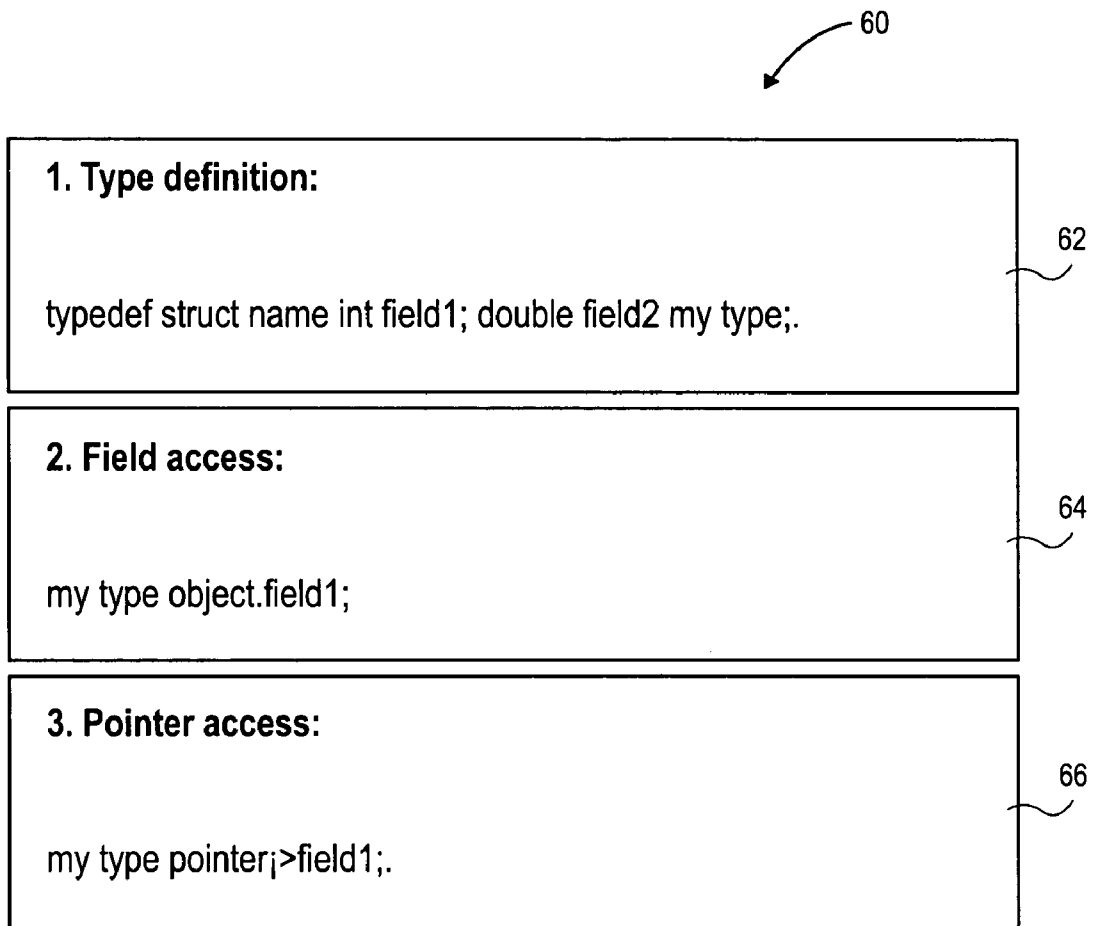 60
1. Type definition:
62
typedef struct name int field1; double field2 my type;.
2. Field access:
64
my type object.field1;
3. Pointer access:
66
my type pointer¡>field1;.